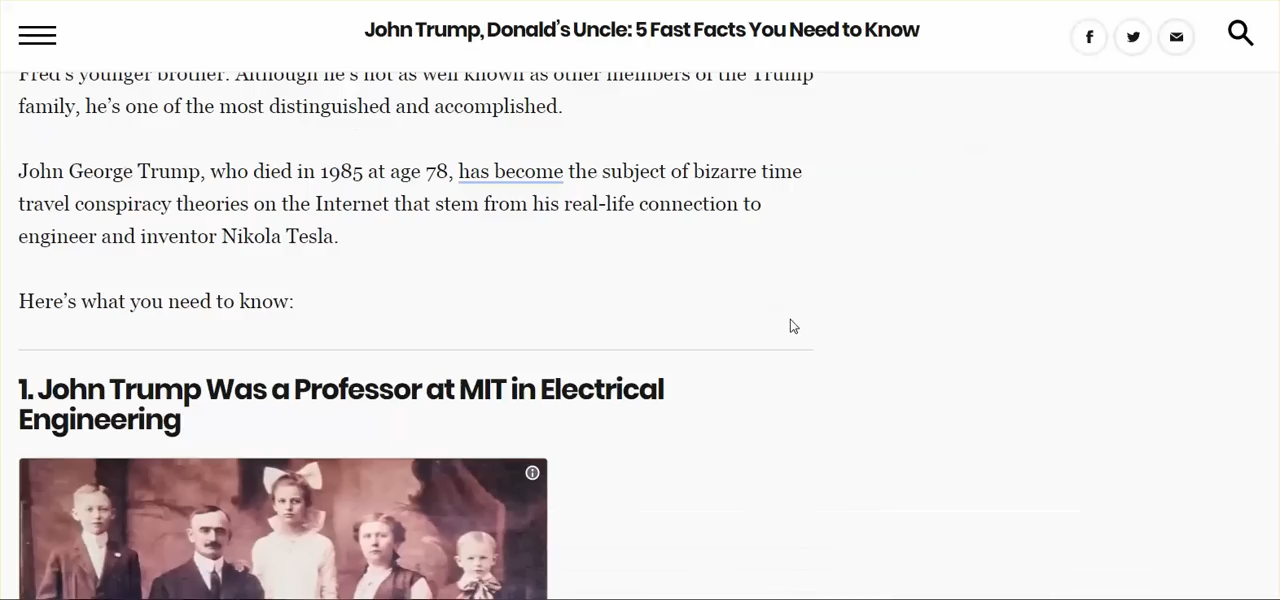 John Trump, Donald’s Uncle: 5 Fast Facts You Need to Know
Fred’s younger brother. Although he’s not as well known as other members of the Trump
family, he’s one of the most distinguished and accomplished.
John George Trump, who died in 1985 at age 78, has become the subject of bizarre time
travel conspiracy theories on the Internet that stem from his real-life connection to
engineer and inventor Nikola Tesla.
Here’s what you need to know:
1. John Trump Was a Professor at MIT in Electrical
Engineering